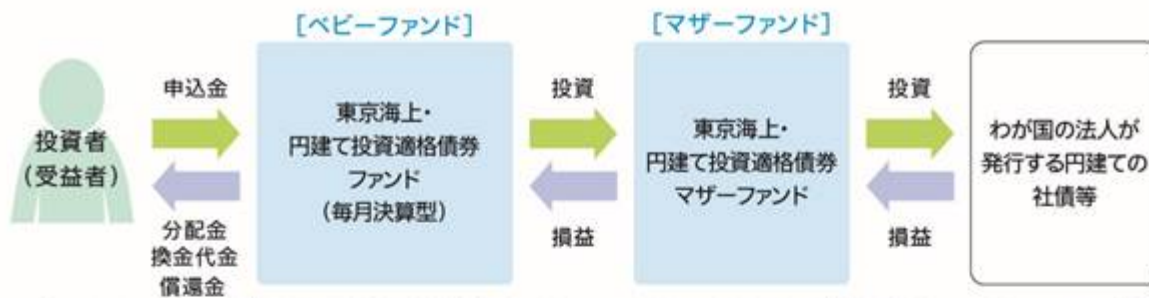 [ベビーファンド]
[マザーファンド]
投資者
(受益者)
申込金
分配金
換金代金
償還金
東京海上・
円建て投資適格債券
ファンド
(毎月決算型)
投資
損益
東京海上・
円建て投資適格債券
マザーファンド
投資
損益
わが国の法人が
発行する円建ての
社債等